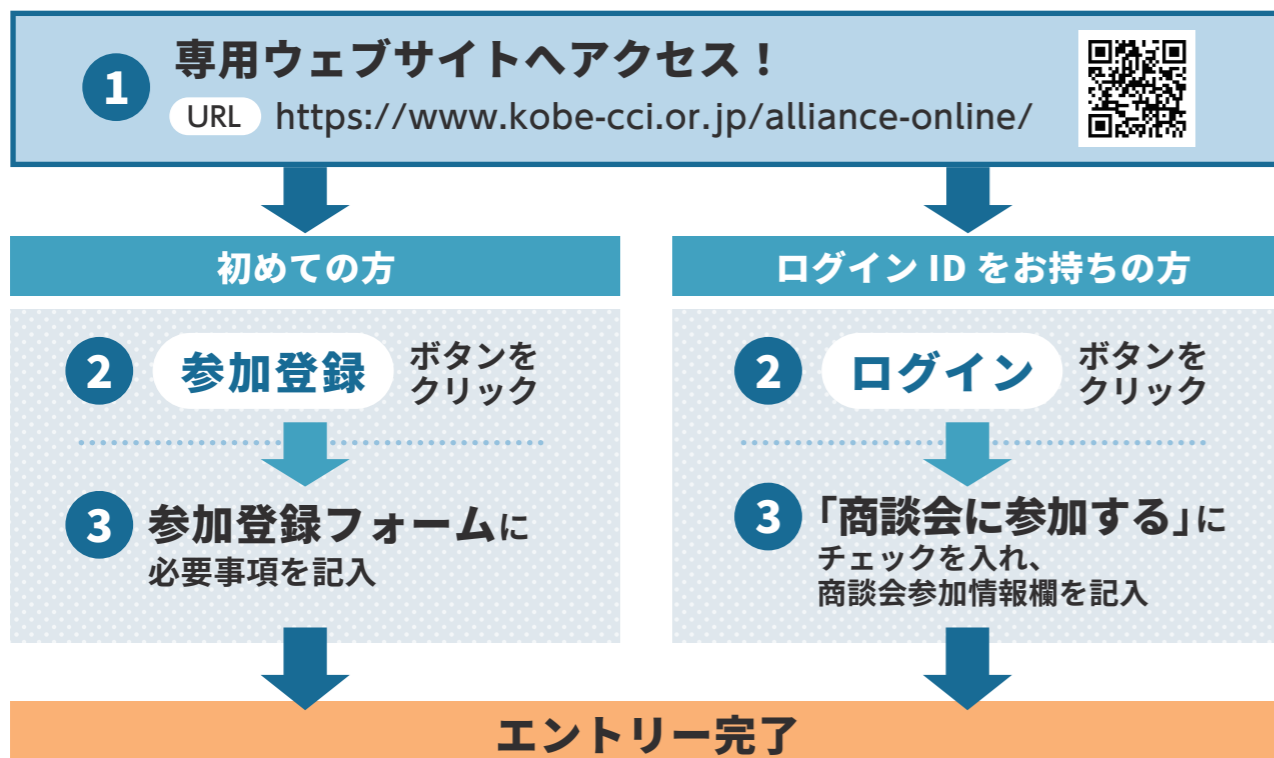 1 専用ウェブサイトへアクセス！
URL https://www.kobe-cci.or.jp/alliance-online/
初めての方
2 参加登録 ボタンを
クリック
3 参加登録フォームに
必要事項を記入
ログイン ID をお持ちの方
2 ログイン ボタンを
クリック
3 「商談会に参加する」に
チェックを入れ、
商談会参加情報欄を記入
エントリー完了